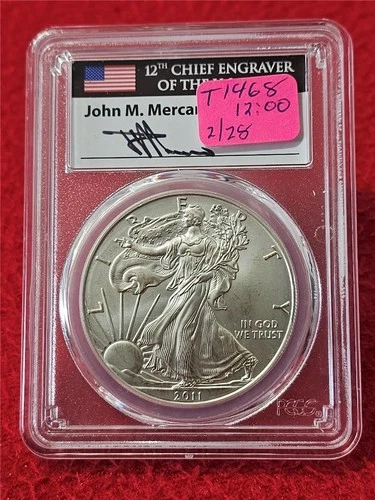 12TH CHIEF ENGRAVER
OF THE
John M. Mercan
T1468
12:00
2/28
LIBERTY
IN GOD
WE TRUST
2011
PCGS